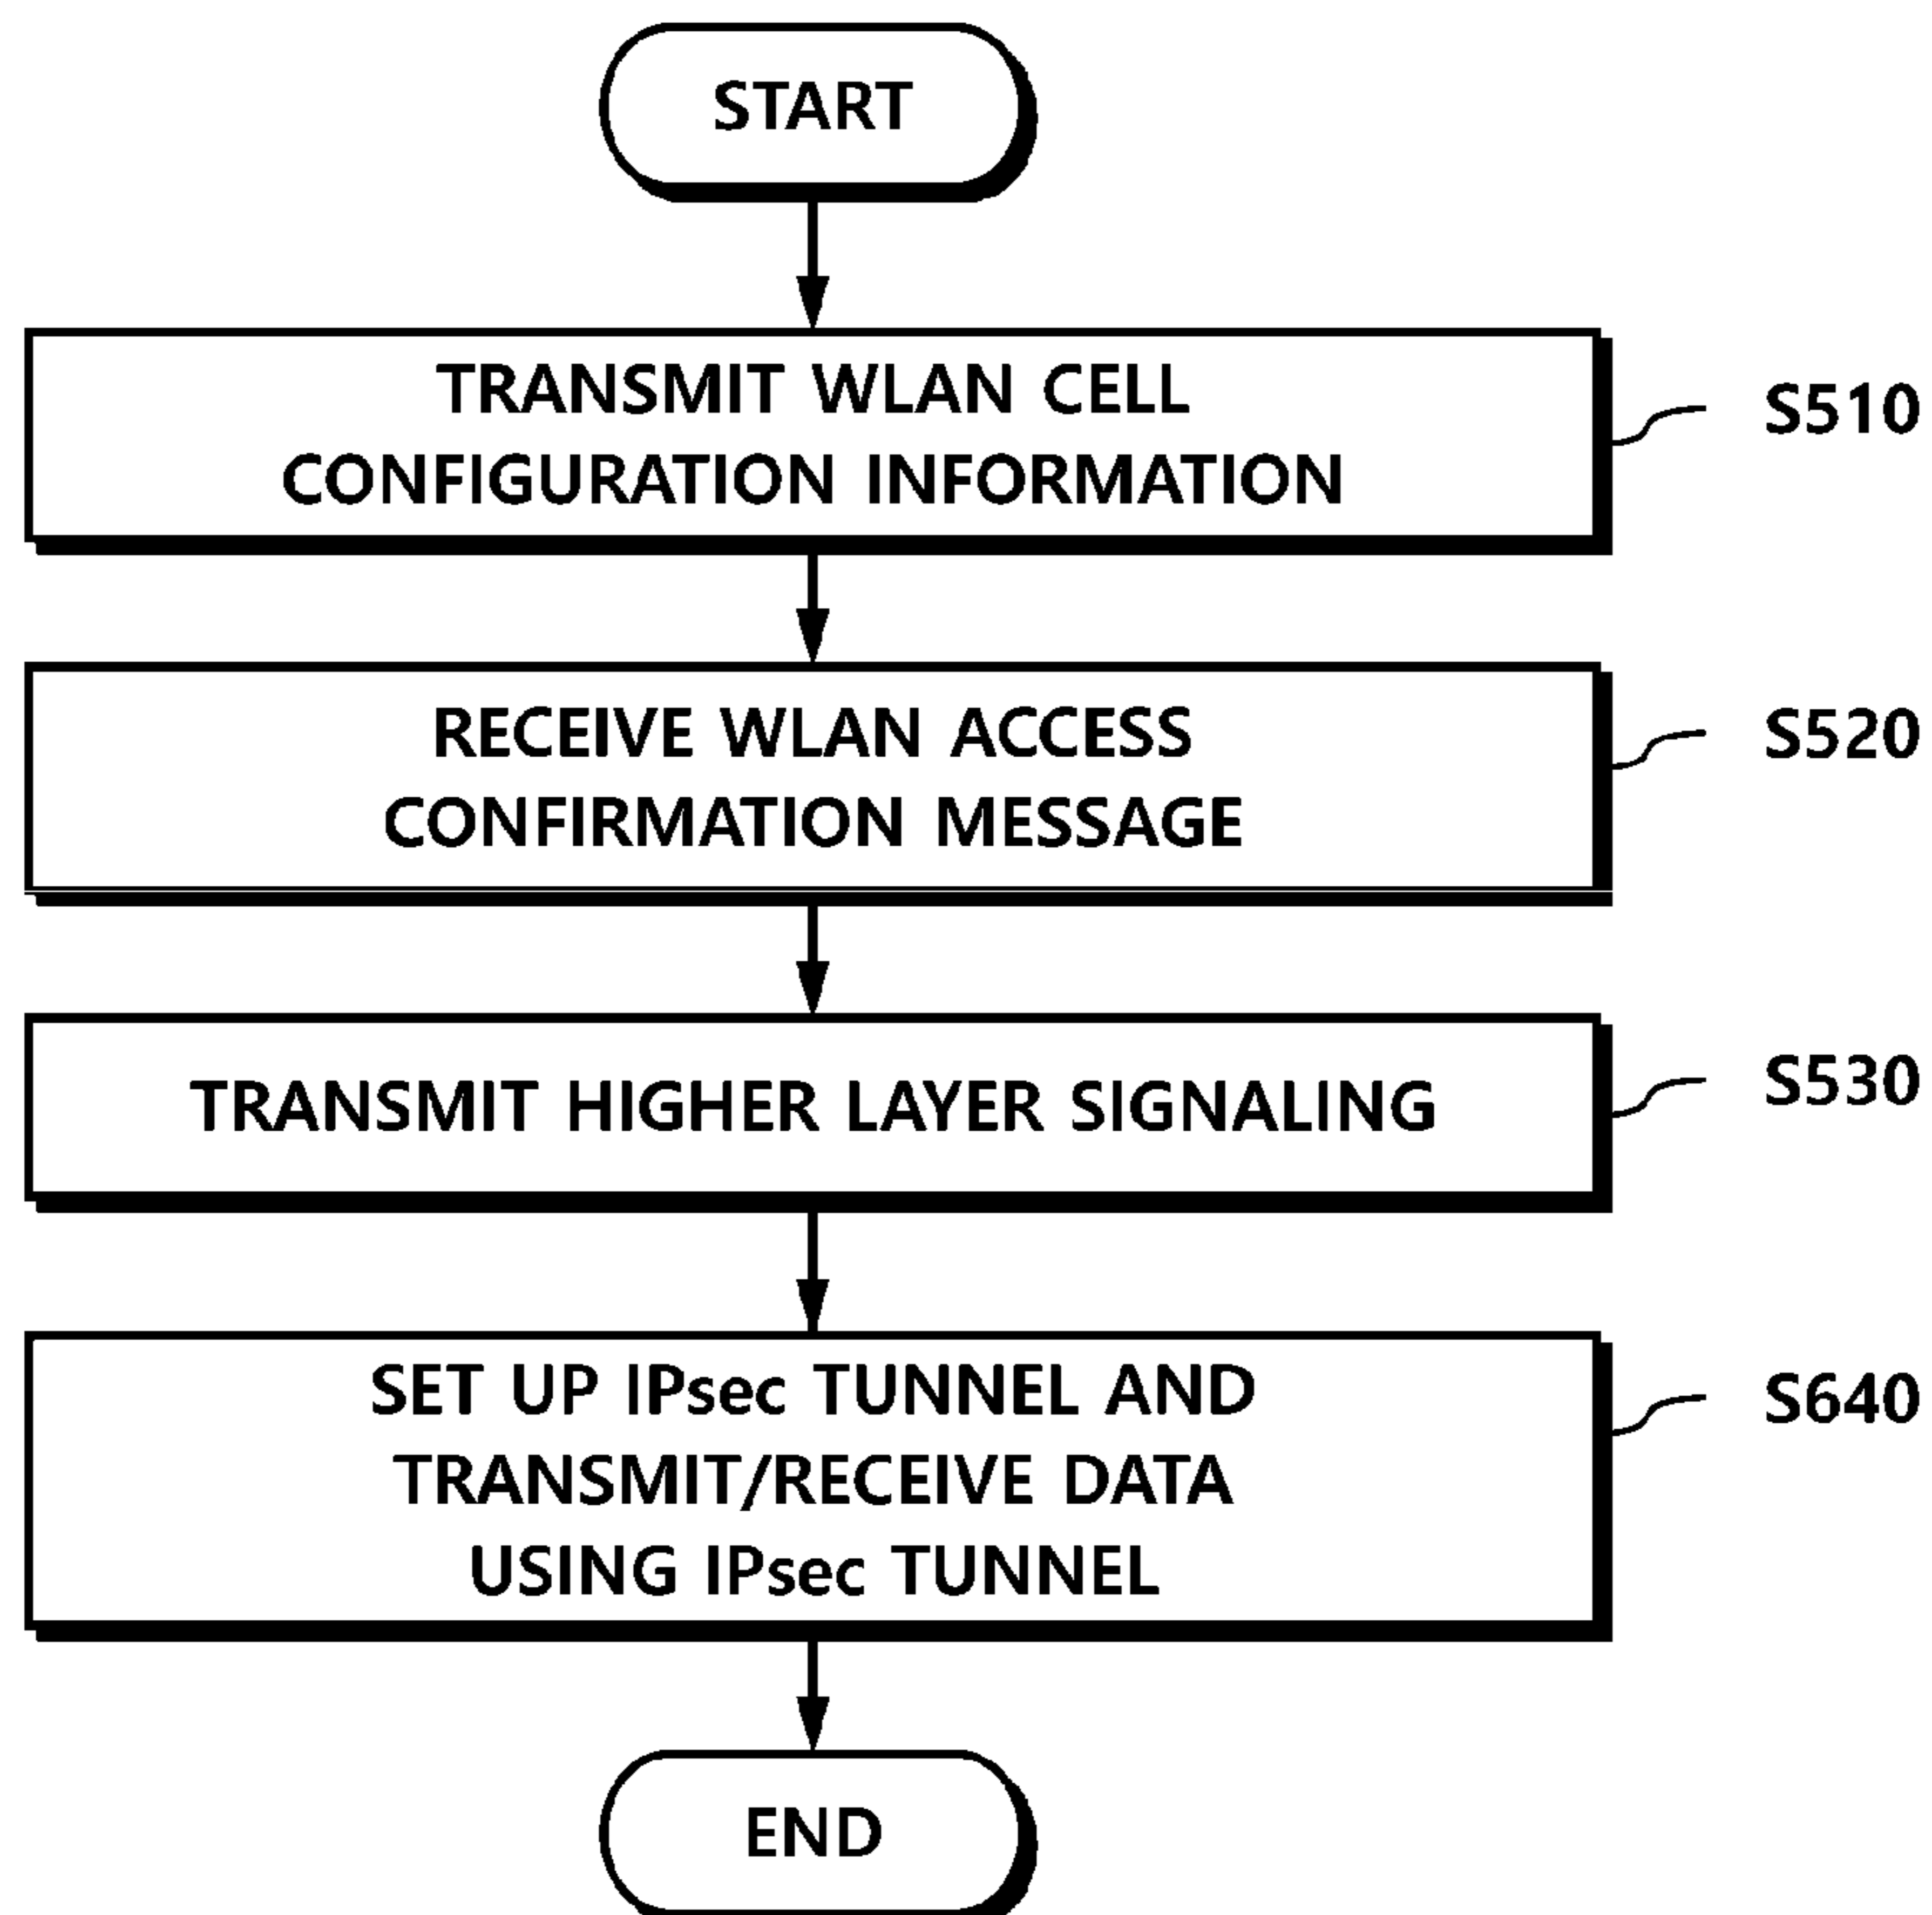 START
TRANSMIT WLAN CELL
CONFIGURATION INFORMATION
S510
RECEIVE WLAN ACCESS
CONFIRMATION MESSAGE
S520
TRANSMIT HIGHER LAYER SIGNALING
S530
SET UP IPsec TUNNEL AND
TRANSMIT/RECEIVE DATA
USING IPsec TUNNEL
S640
END